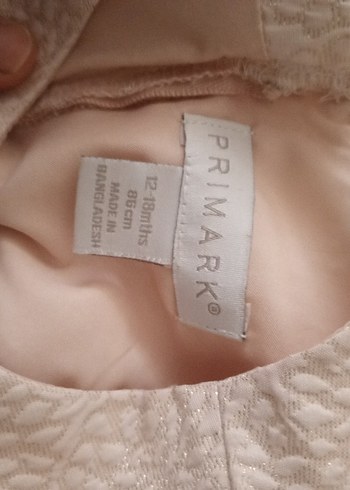 PRIMARK®
12-18mths
86cm
MADE IN
BANGLADESH